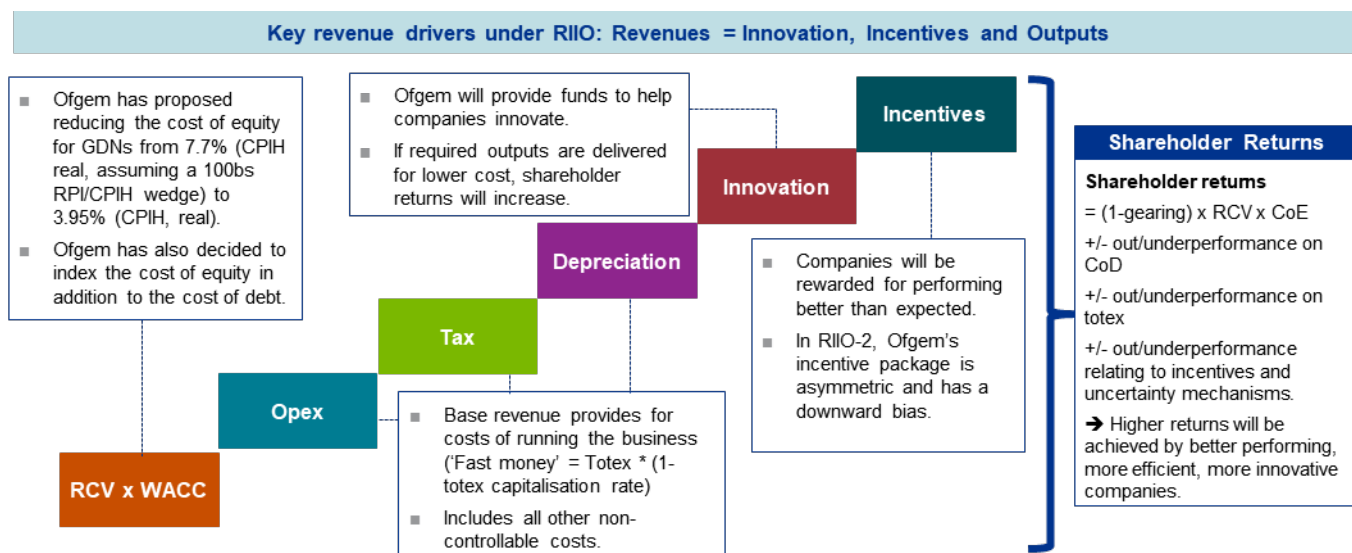 Key revenue drivers under RIIO: Revenues = Innovation, Incentives and Outputs
▪ Ofgem has proposed
reducing the cost of equity
for GDNs from 7.7% (CPIH
real, assuming a 100bs
RPI/CPIH wedge) to
3.95% (CPIH, real).
▪ Ofgem has also decided to
index the cost of equity in
addition to the cost of debt.
▪ Ofgem will provide funds to help
companies innovate.
▪ If required outputs are delivered
for lower cost, shareholder
returns will increase.
Incentives
Innovation
Depreciation
Tax
Opex
RCV x WACC
▪ Base revenue provides for
costs of running the business
('Fast money' = Totex * (1-
totex capitalisation rate)
▪ Includes all other non-
controllable costs.
▪ Companies will be
rewarded for performing
better than expected.
▪ In RIIO-2, Ofgem's
incentive package is
asymmetric and has a
downward bias.
Shareholder Returns
Shareholder returns
= (1-gearing) x RCV x CoE
+/- out/underperformance on
CoD
+/- out/underperformance on
totex
+/- out/underperformance
relating to incentives and
uncertainty mechanisms.
➔ Higher returns will be
achieved by better performing,
more efficient, more innovative
companies.